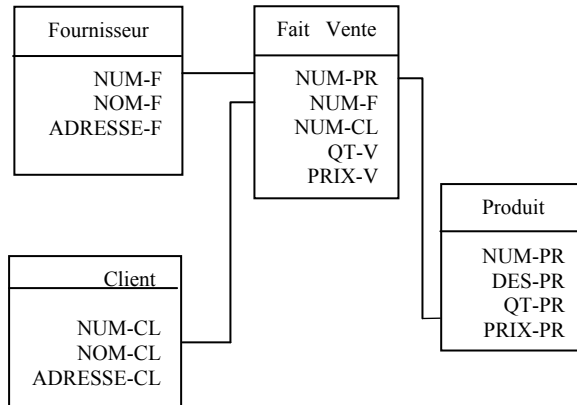 Fournisseur
NUM-F
NOM-F
ADRESSE-F
Fait Vente
NUM-PR
NUM-F
NUM-CL
QT-V
PRIX-V
Client
NUM-CL
NOM-CL
ADRESSE-CL
Produit
NUM-PR
DES-PR
QT-PR
PRIX-PR